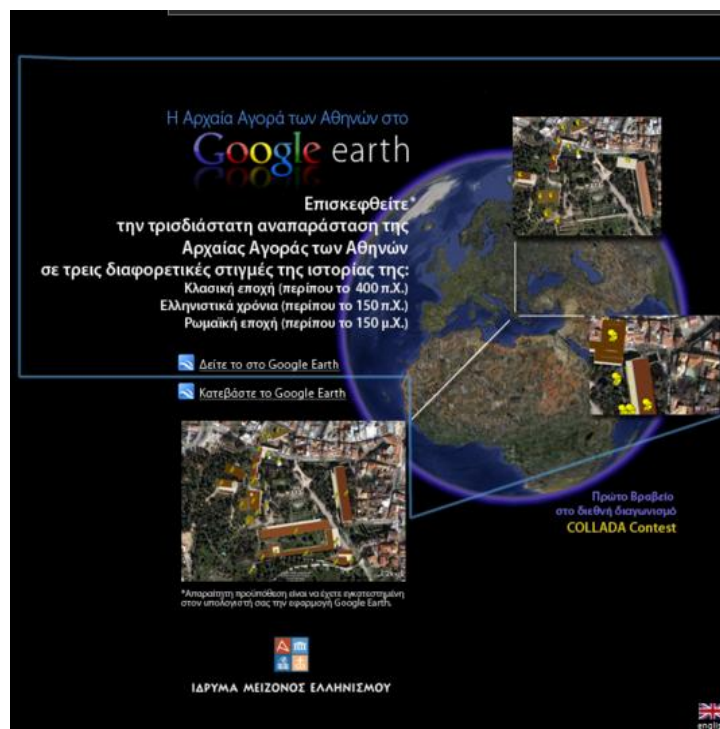 Η Αρχαία Αγορά των Αθηνών στο
Google earth
Επισκεφθείτε*
την τρισδιάστατη αναπαράσταση της
Αρχαίας Αγοράς των Αθηνών
σε τρεις διαφορετικές στιγμές της ιστορίας της:
Κλασική εποχή (περίπου το 400 π.Χ.)
Ελληνιστικά χρόνια (περίπου το 150 π.Χ.)
Ρωμαϊκή εποχή (περίπου το 150 μ.Χ.)
Δείτε το στο Google Earth
Κατεβάστε το Google Earth
Πρώτο Βραβείο
στο διεθνή διαγωνισμό
COLLADA Contest
*Απαραίτητη προϋπόθεση είναι να έχετε εγκατεστημένη
στον υπολογιστή σας την εφαρμογή Google Earth.
ΙΔΡΥΜΑ ΜΕΙΖΟΝΟΣ ΕΛΛΗΝΙΣΜΟΥ